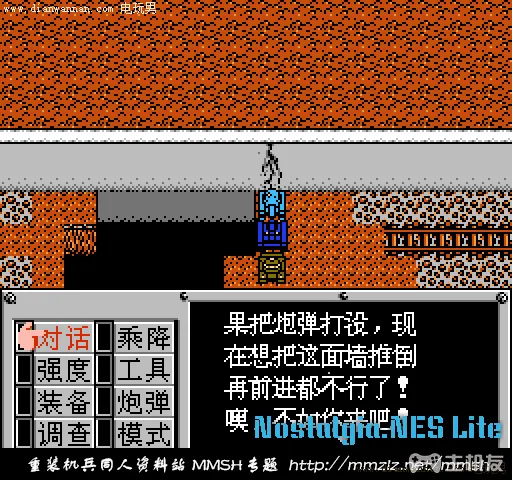 www.dianwannan.com 电玩男
对话 乘降
强度 工具
装备 炮弹
调查 模式
果把炮弹打没，现
在想把这面墙推倒
再前进都不行了！
Nostalgia.NES Lite
重装机兵同人资料站 MMSH专题 http://mmzlz.net/mmsh